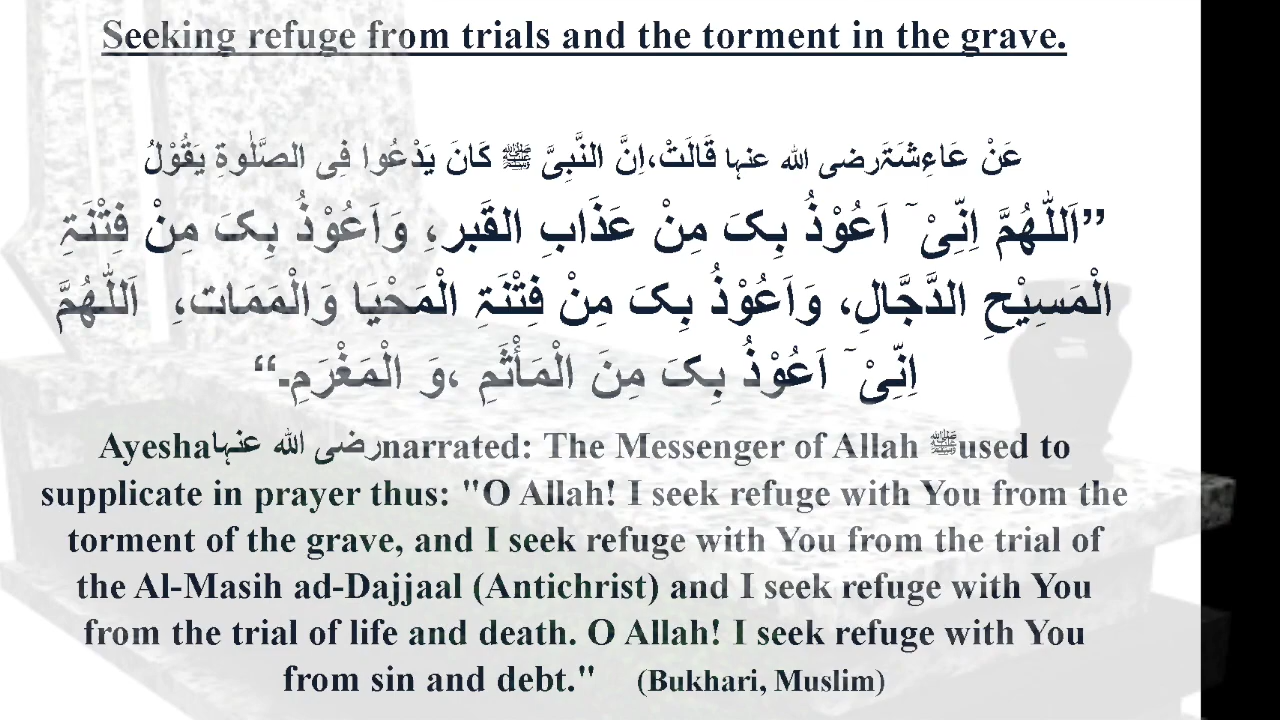 Seeking refuge from trials and the torment in the grave.
عَنْ عَاءِشَۃَرضی اللہ عنہا قَالَتْ،اِنَّ النَّبِیَّ ﷺ کَانَ یَدْعُوا فِی الصَّلٰوۃِ یَقُوْلُ
”اَللّٰھُمَّ اِنِّیْ ٓ اَعُوْذُ بِکَ مِنْ عَذَابِ القَبرِ، وَاَعُوْذُ بِکَ مِنْ فِتْنَۃِ
الْمَسِیْحِ الدَّجَّالِ، وَاَعُوْذُ بِکَ مِنْ فِتْنَۃِ الْمَحْیَا وَالْمَمَاتِ، اَللّٰھُمَّ
اِنِّیْ ٓ اَعُوْذُ بِکَ مِنَ الْمَأْثَمِ ،وَ الْمَغْرَمِ۔“
Ayeshaرضی اللہ عنہاnarrated: The Messenger of Allah ﷺused to
supplicate in prayer thus: "O Allah! I seek refuge with You from the
torment of the grave, and I seek refuge with You from the trial of
the Al-Masih ad-Dajjaal (Antichrist) and I seek refuge with You
from the trial of life and death. O Allah! I seek refuge with You
from sin and debt." (Bukhari, Muslim)